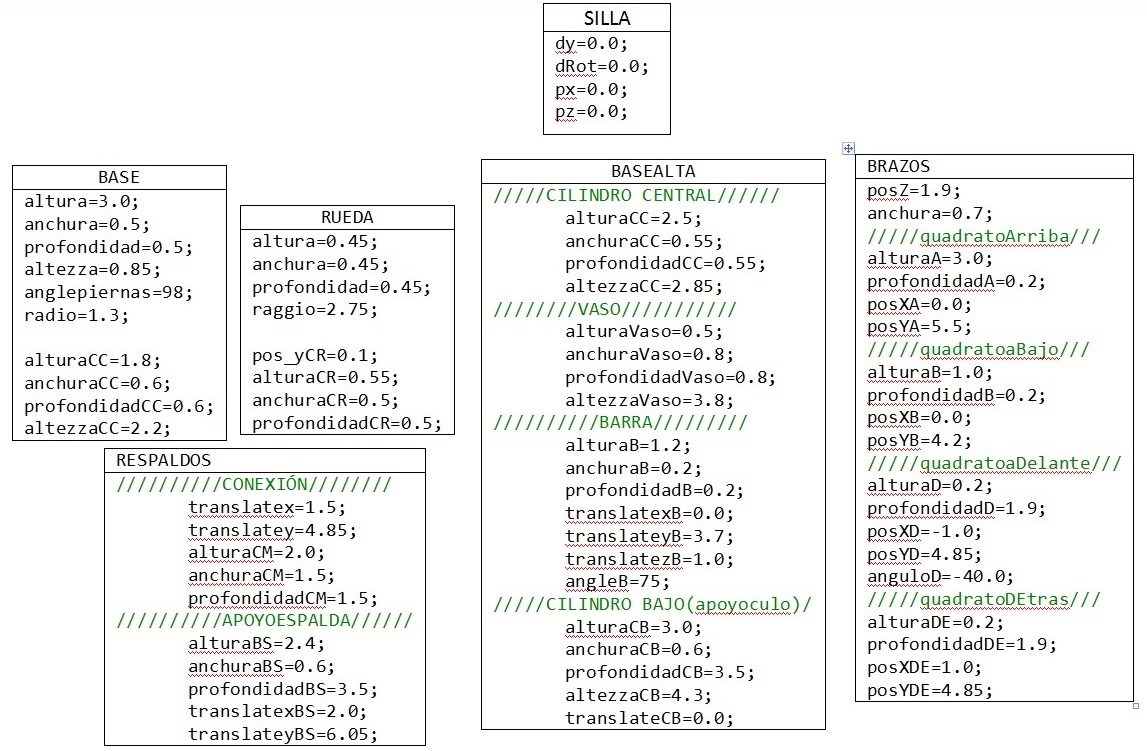 SILLA
dy=0.0;
dRot=0.0;
px=0.0;
pz=0.0;
BASE
altura=3.0;
anchura=0.5;
profondidad=0.5;
altezza=0.85;
anglepiernas=98;
radio=1.3;
alturaCC=1.8;
anchuraCC=0.6;
profondidadCC=0.6;
altezzaCC=2.2;
RUEDA
altura=0.45;
anchura=0.45;
profondidad=0.45;
raggio=2.75;
pos_yCR=0.1;
alturaCR=0.55;
anchuraCR=0.5;
profondidadCR=0.5;
RESPALDOS
//////////CONEXIÓN////////
translatex=1.5;
translatey=4.85;
alturaCM=2.0;
anchuraCM=1.5;
profondidadCM=1.5;
//////////APOYOESPALDA//////
alturaBS=2.4;
anchuraBS=0.6;
profondidadBS=3.5;
translatexBS=2.0;
translateyBS=6.05;
BASEALTA
/////CILINDRO CENTRAL//////
alturaCC=2.5;
anchuraCC=0.55;
profondidadCC=0.55;
altezzaCC=2.85;
////////VASO///////////
alturaVaso=0.5;
anchuraVaso=0.8;
profondidadVaso=0.8;
altezzaVaso=3.8;
//////////BARRA/////////
alturaB=1.2;
anchuraB=0.2;
profondidadB=0.2;
translatexB=0.0;
translateyB=3.7;
translatezB=1.0;
angleB=75;
/////CILINDRO BAJO(apoyoculo)/
alturaCB=3.0;
anchuraCB=0.6;
profondidadCB=3.5;
altezzaCB=4.3;
translateCB=0.0;
BRAZOS
posZ=1.9;
anchura=0.7;
/////quadratoArriba///
alturaA=3.0;
profondidadA=0.2;
posXA=0.0;
posYA=5.5;
/////quadratoaBajo///
alturaB=1.0;
profondidadB=0.2;
posXB=0.0;
posYB=4.2;
/////quadratoaDelante///
alturaD=0.2;
profondidadD=1.9;
posXD=-1.0;
posYD=4.85;
anguloD=-40.0;
/////quadratoDEtras///
alturaDE=0.2;
profondidadDE=1.9;
posXDE=1.0;
posYDE=4.85;